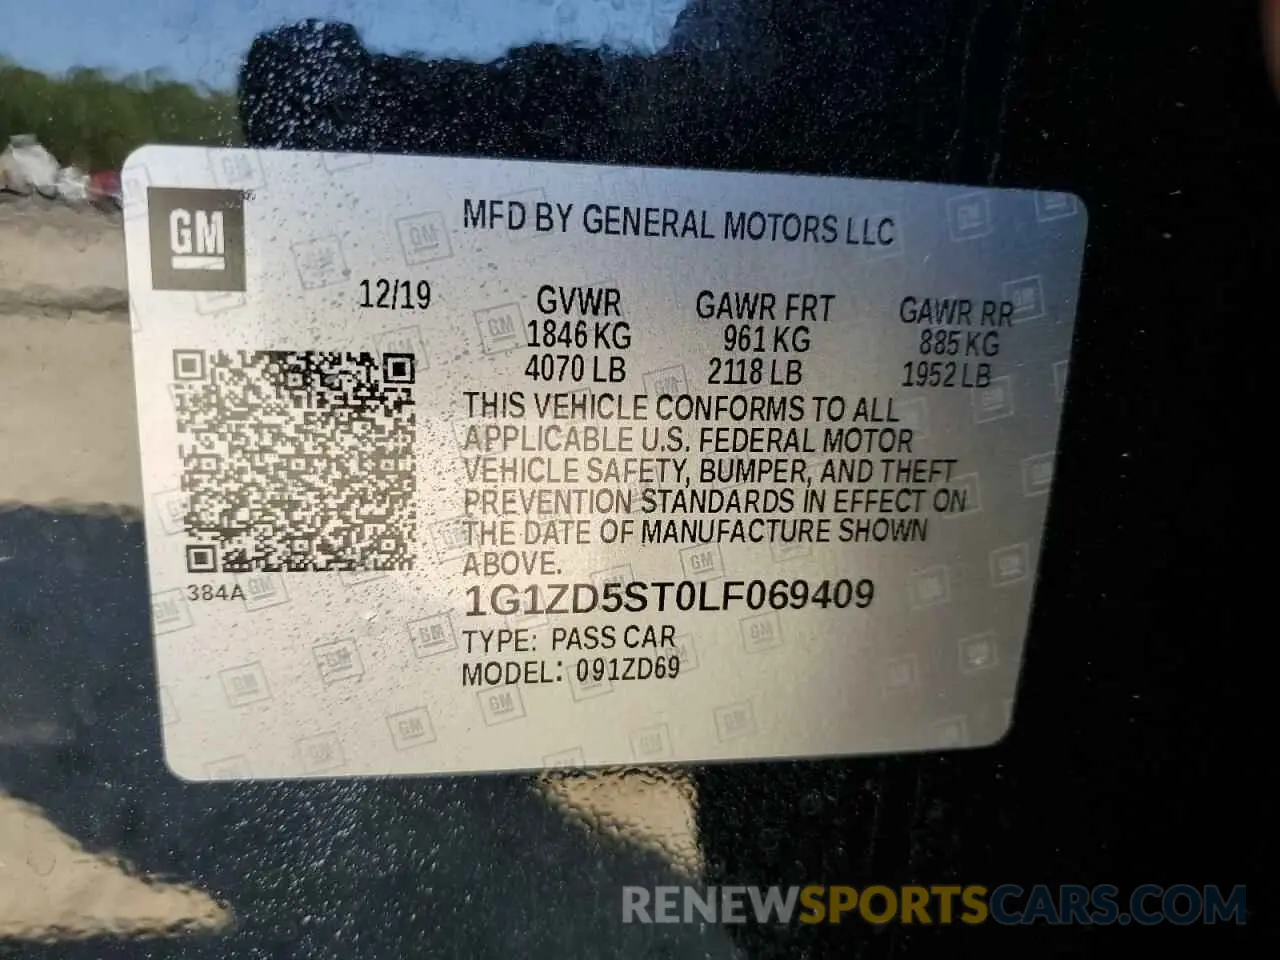 GM
MFD BY GENERAL MOTORS LLC
12/19
GVWR GAWR FRT GAWR RR
1846 KG 961 KG 885 KG
4070 LB 2118 LB 1952 LB
THIS VEHICLE CONFORMS TO ALL
APPLICABLE U.S. FEDERAL MOTOR
VEHICLE SAFETY, BUMPER, AND THEFT
PREVENTION STANDARDS IN EFFECT ON
THE DATE OF MANUFACTURE SHOWN
ABOVE.
384A
1G1ZD5ST0LF069409
TYPE: PASS CAR
MODEL: 091ZD69
RENEWSPORTSCARS.COM